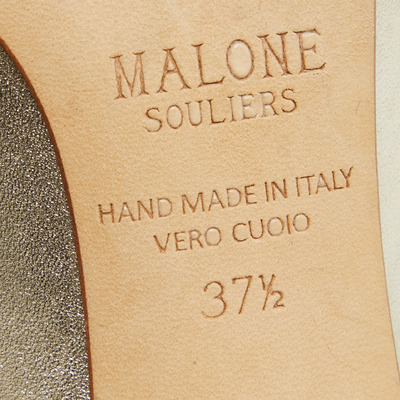 MALONE
SOULIERS
HAND MADE IN ITALY
VERO CUOIO
37½